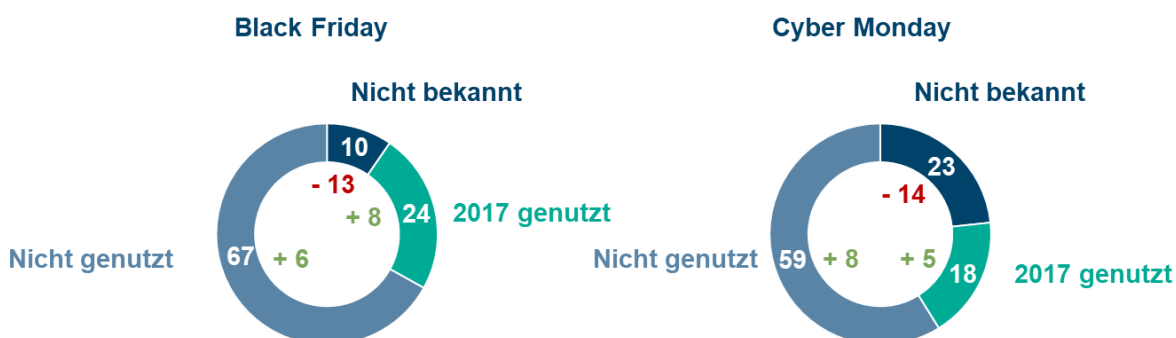 Black Friday
Nicht bekannt
10
- 13
+ 8
24
2017 genutzt
Nicht genutzt
67
+ 6
Cyber Monday
Nicht bekannt
23
- 14
Nicht genutzt
59
+ 8
+ 5
18
2017 genutzt